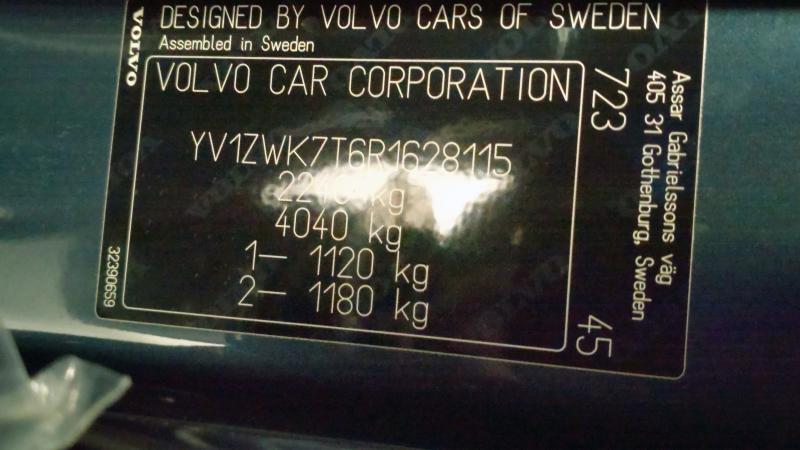 DESIGNED BY VOLVO CARS OF SWEDEN
Assembled in Sweden
VOLVO
VOLVO CAR CORPORATION
YV1ZWK7T6R1628115
2240 kg
4040 kg
1– 1120 kg
2– 1180 kg
32390659
723
45
Assar Gabrielssons väg
405 31 Gothenburg, Sweden